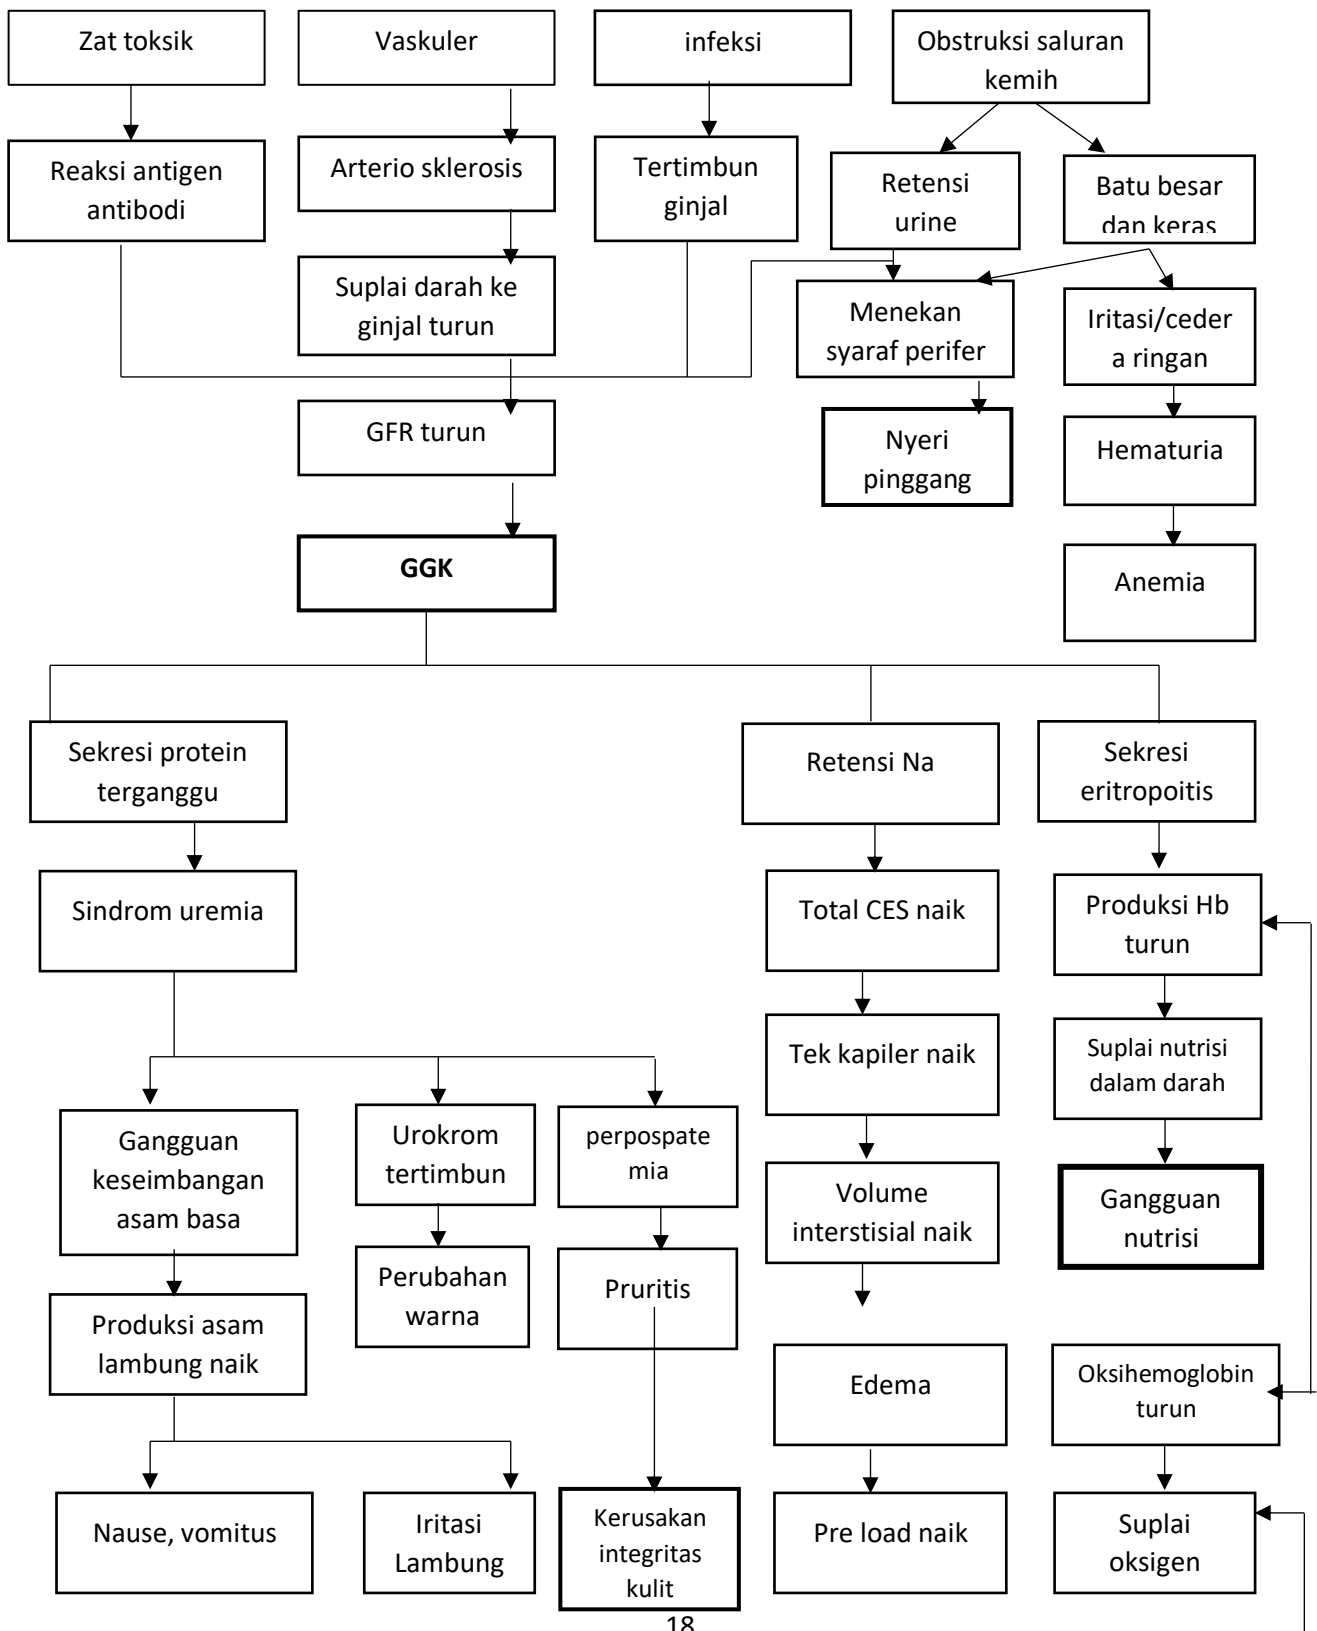 Zat toksik
Vaskuler
infeksi
Obstruksi saluran
kemih
Reaksi antigen
antibodi
Arterio sklerosis
Tertimbun
ginjal
Retensi
urine
Batu besar
dan keras
Suplai darah ke
ginjal turun
Menekan
syaraf perifer
Iritasi/ceder
a ringan
GFR turun
Nyeri
pinggang
Hematuria
GGK
Anemia
Sekresi protein
terganggu
Retensi Na
Sekresi
eritropoitis
Sindrom uremia
Total CES naik
Produksi Hb
turun
Tek kapiler naik
Suplai nutrisi
dalam darah
Gangguan
keseimbangan
asam basa
Urokrom
tertimbun
perpospate
mia
Volume
interstisial naik
Gangguan
nutrisi
Produksi asam
lambung naik
Perubahan
warna
Pruritis
Edema
Oksihemoglobin
turun
Nause, vomitus
Iritasi
Lambung
Kerusakan
integritas
kulit
Pre load naik
Suplai
oksigen
18